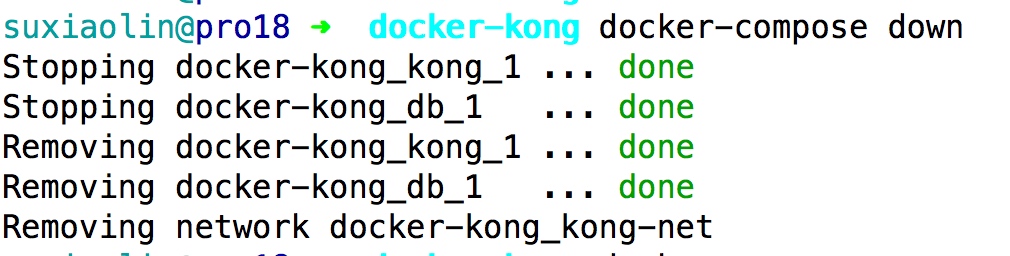 suxiaolin@pro18 ➜ docker-kong docker-compose down
Stopping docker-kong_kong_1 ... done
Stopping docker-kong_db_1   ... done
Removing docker-kong_kong_1 ... done
Removing docker-kong_db_1   ... done
Removing network docker-kong_kong-net